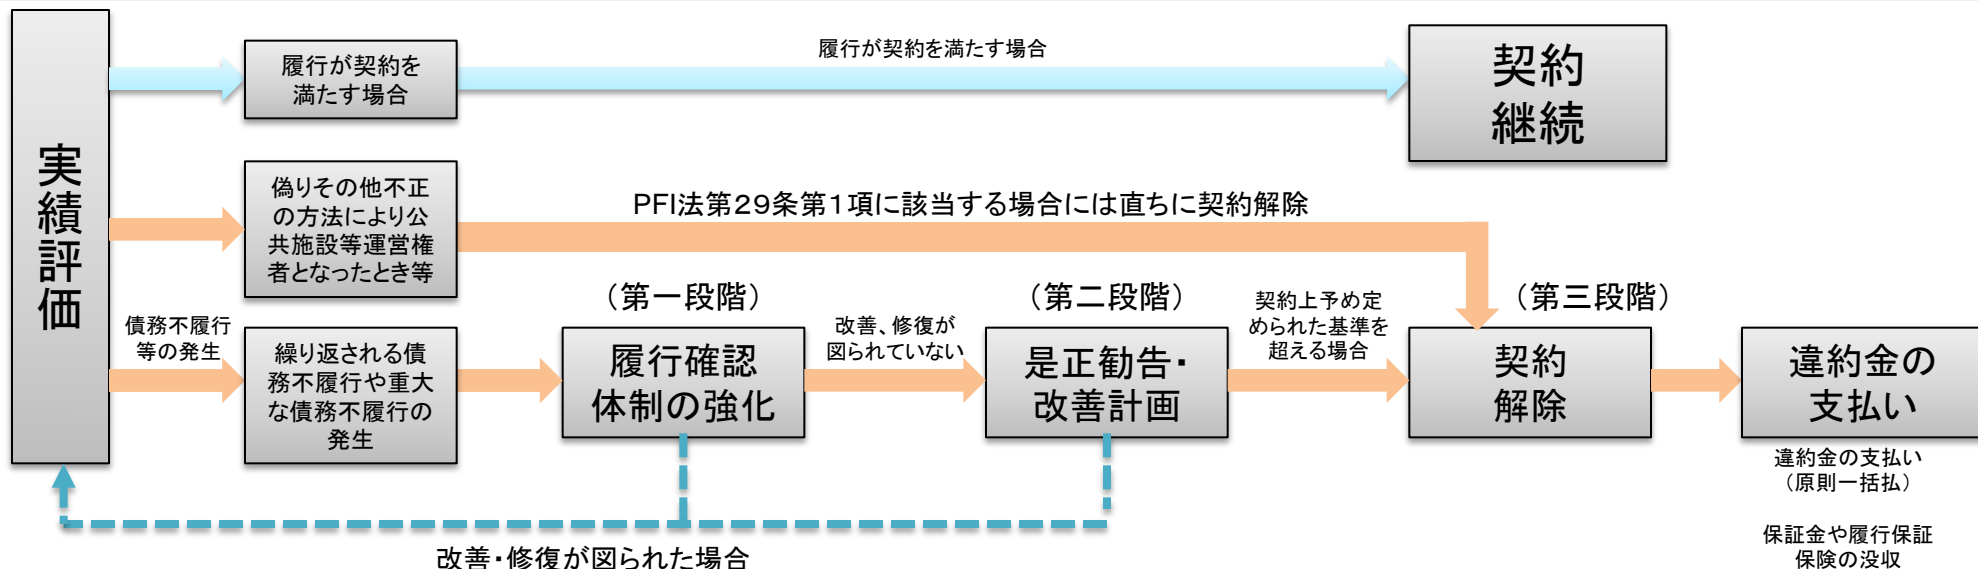 実績評価
履行が契約を
満たす場合
履行が契約を満たす場合
契約
継続
偽りその他不正
の方法により公
共施設等運営権
者となったとき等
PFI法第29条第1項に該当する場合には直ちに契約解除
債務不履行
等の発生
繰り返される債
務不履行や重大
な債務不履行の
発生
（第一段階）
履行確認
体制の強化
改善、修復が
図られていない
（第二段階）
是正勧告・
改善計画
契約上予め定
められた基準を
超える場合
（第三段階）
契約
解除
違約金の
支払い
違約金の支払い
（原則一括払）
保証金や履行保証
保険の没収
改善・修復が図られた場合